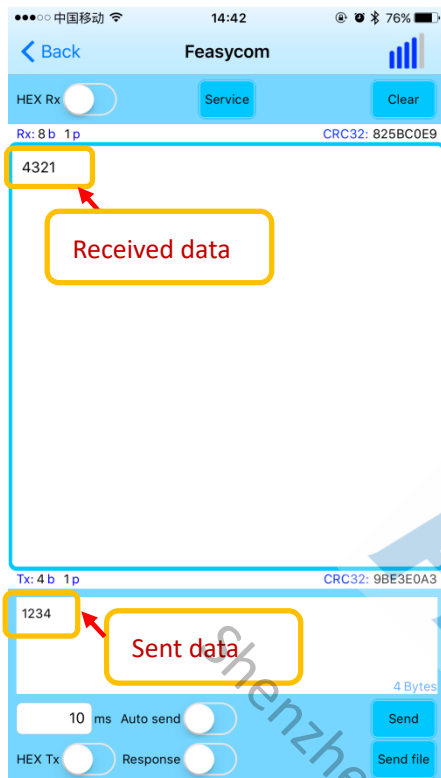 中国移动 14:42 76%
Back Feasycom
HEX Rx Service Clear
Rx: 8 b 1 p CRC32: 825BC0E9
4321
Received data
Tx: 4 b 1 p CRC32: 9BE3E0A3
1234
Sent data
4 Bytes
10 ms Auto send Send
HEX Tx Response Send file
Shenzhe